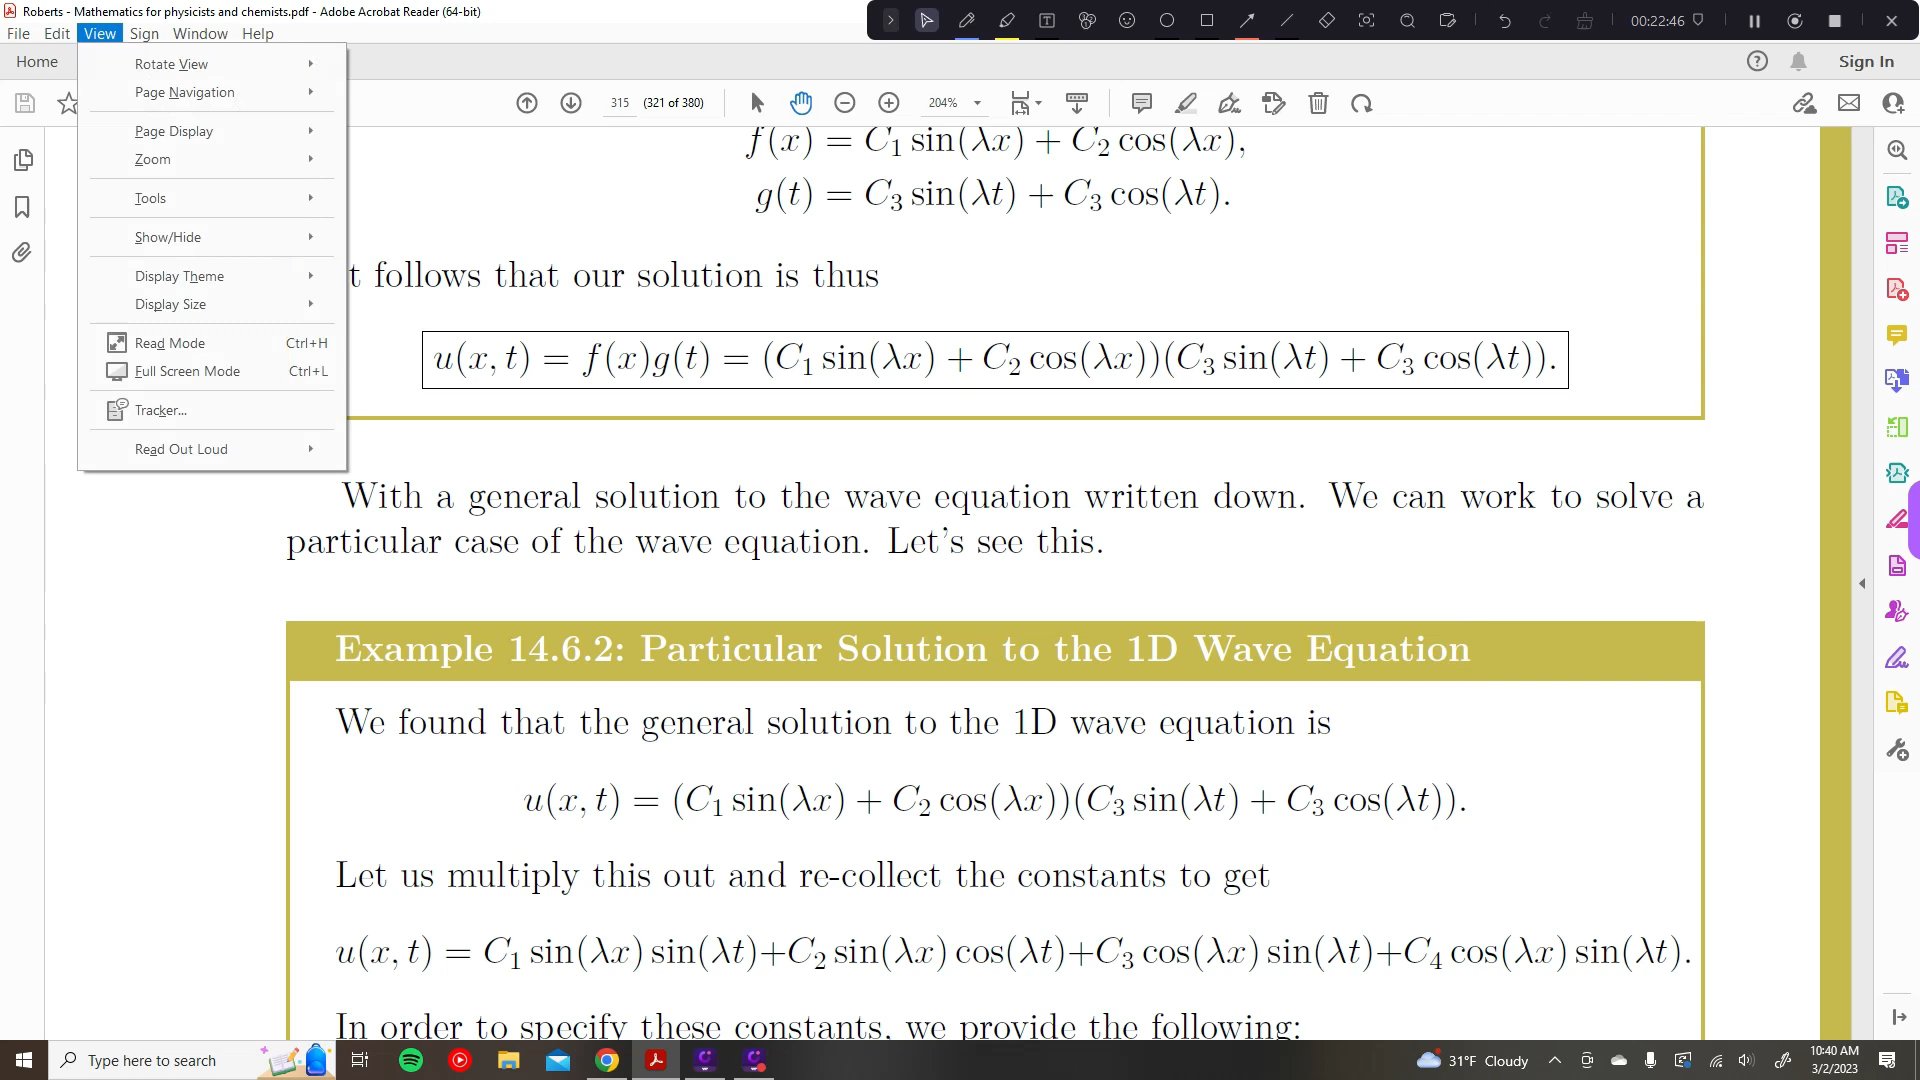 Roberts - Mathematics for physicists and chemists.pdf - Adobe Acrobat Reader (64-bit)
00:22:46
File Edit View Sign Window Help
Home
Sign In
315 (321 of 380)
204%
Rotate View
Page Navigation
Page Display
Zoom
Tools
Show/Hide
Display Theme
Display Size
Read Mode Ctrl+H
Full Screen Mode Ctrl+L
Tracker...
Read Out Loud
f(x) = C₁ sin(λx) + C₂ cos(λx),
g(t) = C₃ sin(λt) + C₃ cos(λt).
t follows that our solution is thus
u(x, t) = f(x)g(t) = (C₁ sin(λx) + C₂ cos(λx))(C₃ sin(λt) + C₃ cos(λt)).
With a general solution to the wave equation written down. We can work to solve a
particular case of the wave equation. Let's see this.
Example 14.6.2: Particular Solution to the 1D Wave Equation
We found that the general solution to the 1D wave equation is
u(x, t) = (C₁ sin(λx) + C₂ cos(λx))(C₃ sin(λt) + C₃ cos(λt)).
Let us multiply this out and re-collect the constants to get
u(x, t) = C₁ sin(λx) sin(λt)+C₂ sin(λx) cos(λt)+C₃ cos(λx) sin(λt)+C₄ cos(λx) sin(λt).
In order to specify these constants, we provide the following:
Type here to search
31°F Cloudy
10:40 AM
3/2/2023